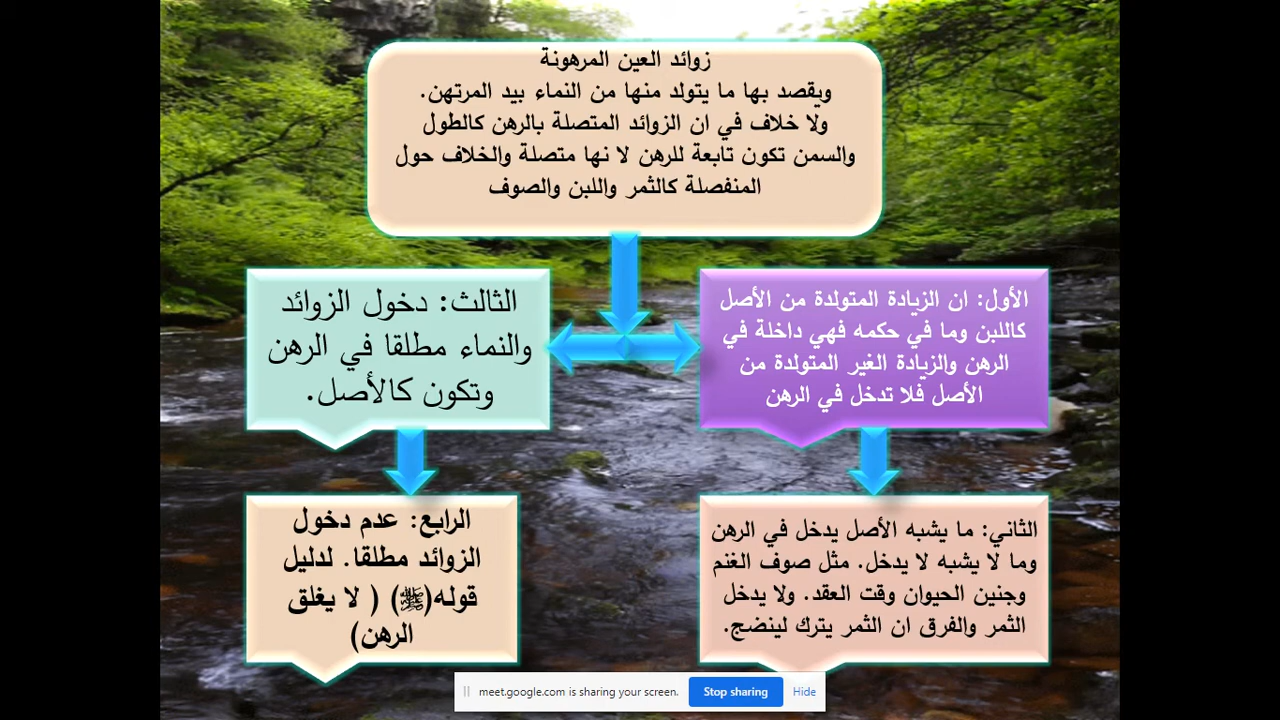 زوائد العين المرهونة
ويقصد بها ما يتولد منها من النماء بيد المرتهن.
ولا خلاف في ان الزوائد المتصلة بالرهن كالطول
والسمن تكون تابعة للرهن لا نها متصلة والخلاف حول
المنفصلة كالثمر واللبن والصوف
الأول: ان الزيادة المتولدة من الأصل
كاللبن وما في حكمه فهي داخلة في
الرهن والزيادة الغير المتولدة من
الأصل فلا تدخل في الرهن
الثاني: ما يشبه الأصل يدخل في الرهن
وما لا يشبه لا يدخل. مثل صوف الغنم
وجنين الحيوان وقت العقد. ولا يدخل
الثمر والفرق ان الثمر يترك لينضج.
الثالث: دخول الزوائد
والنماء مطلقا في الرهن
وتكون كالأصل.
الرابع: عدم دخول
الزوائد مطلقا. لدليل
قوله(ﷺ) ( لا يغلق
الرهن)
meet.google.com is sharing your screen.
Stop sharing
Hide